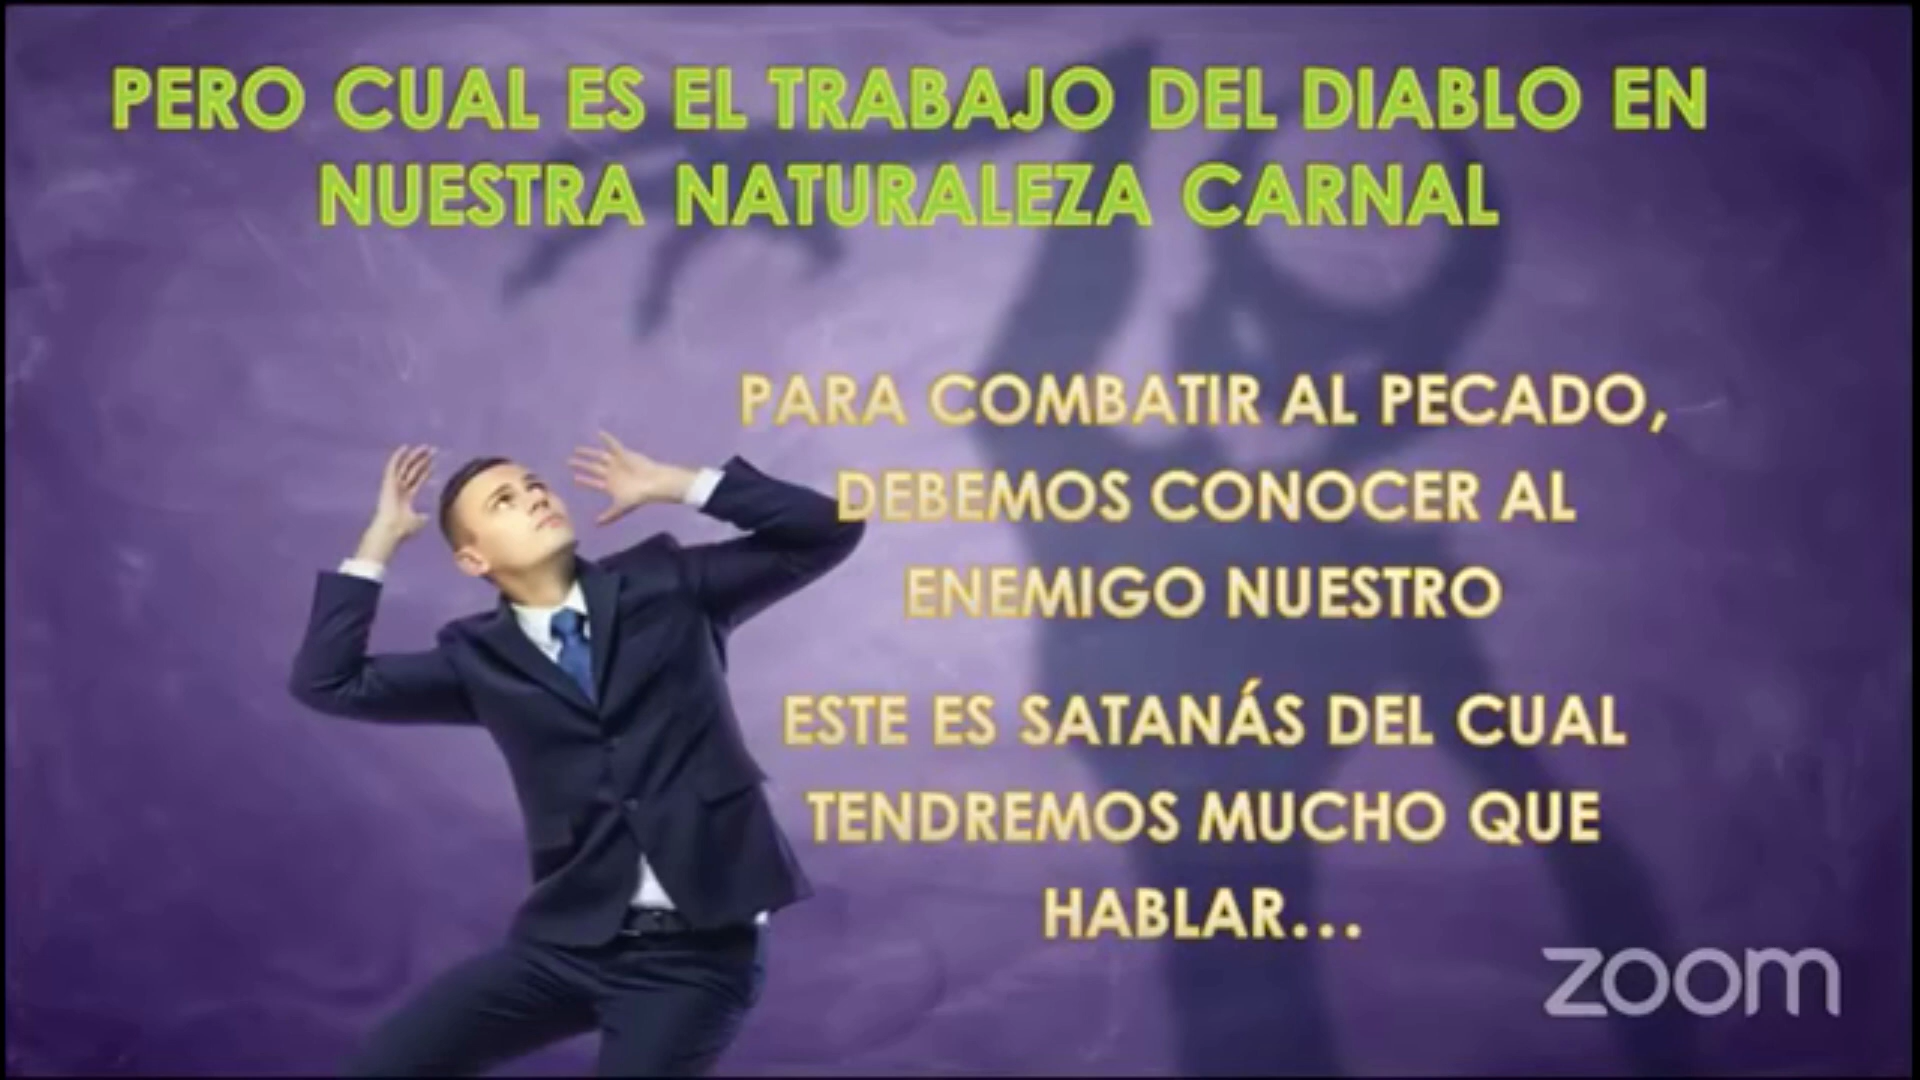 PERO CUAL ES EL TRABAJO DEL DIABLO EN
NUESTRA NATURALEZA CARNAL
PARA COMBATIR AL PECADO,
DEBEMOS CONOCER AL
ENEMIGO NUESTRO
ESTE ES SATANÁS DEL CUAL
TENDREMOS MUCHO QUE
HABLAR...
zoom